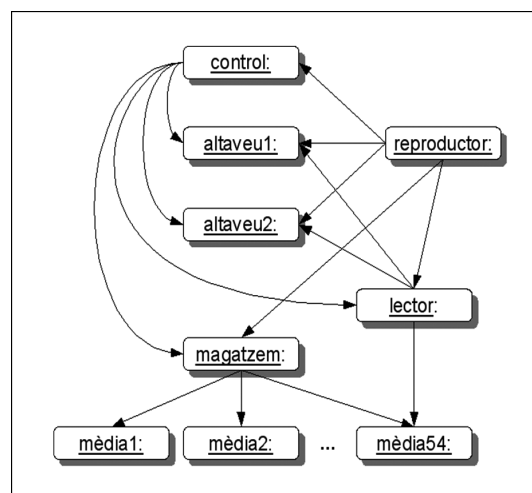 control:
altaveu1:
reproductor:
altaveu2:
lector:
magatzem:
mèdia1:
mèdia2:
...
mèdia54: